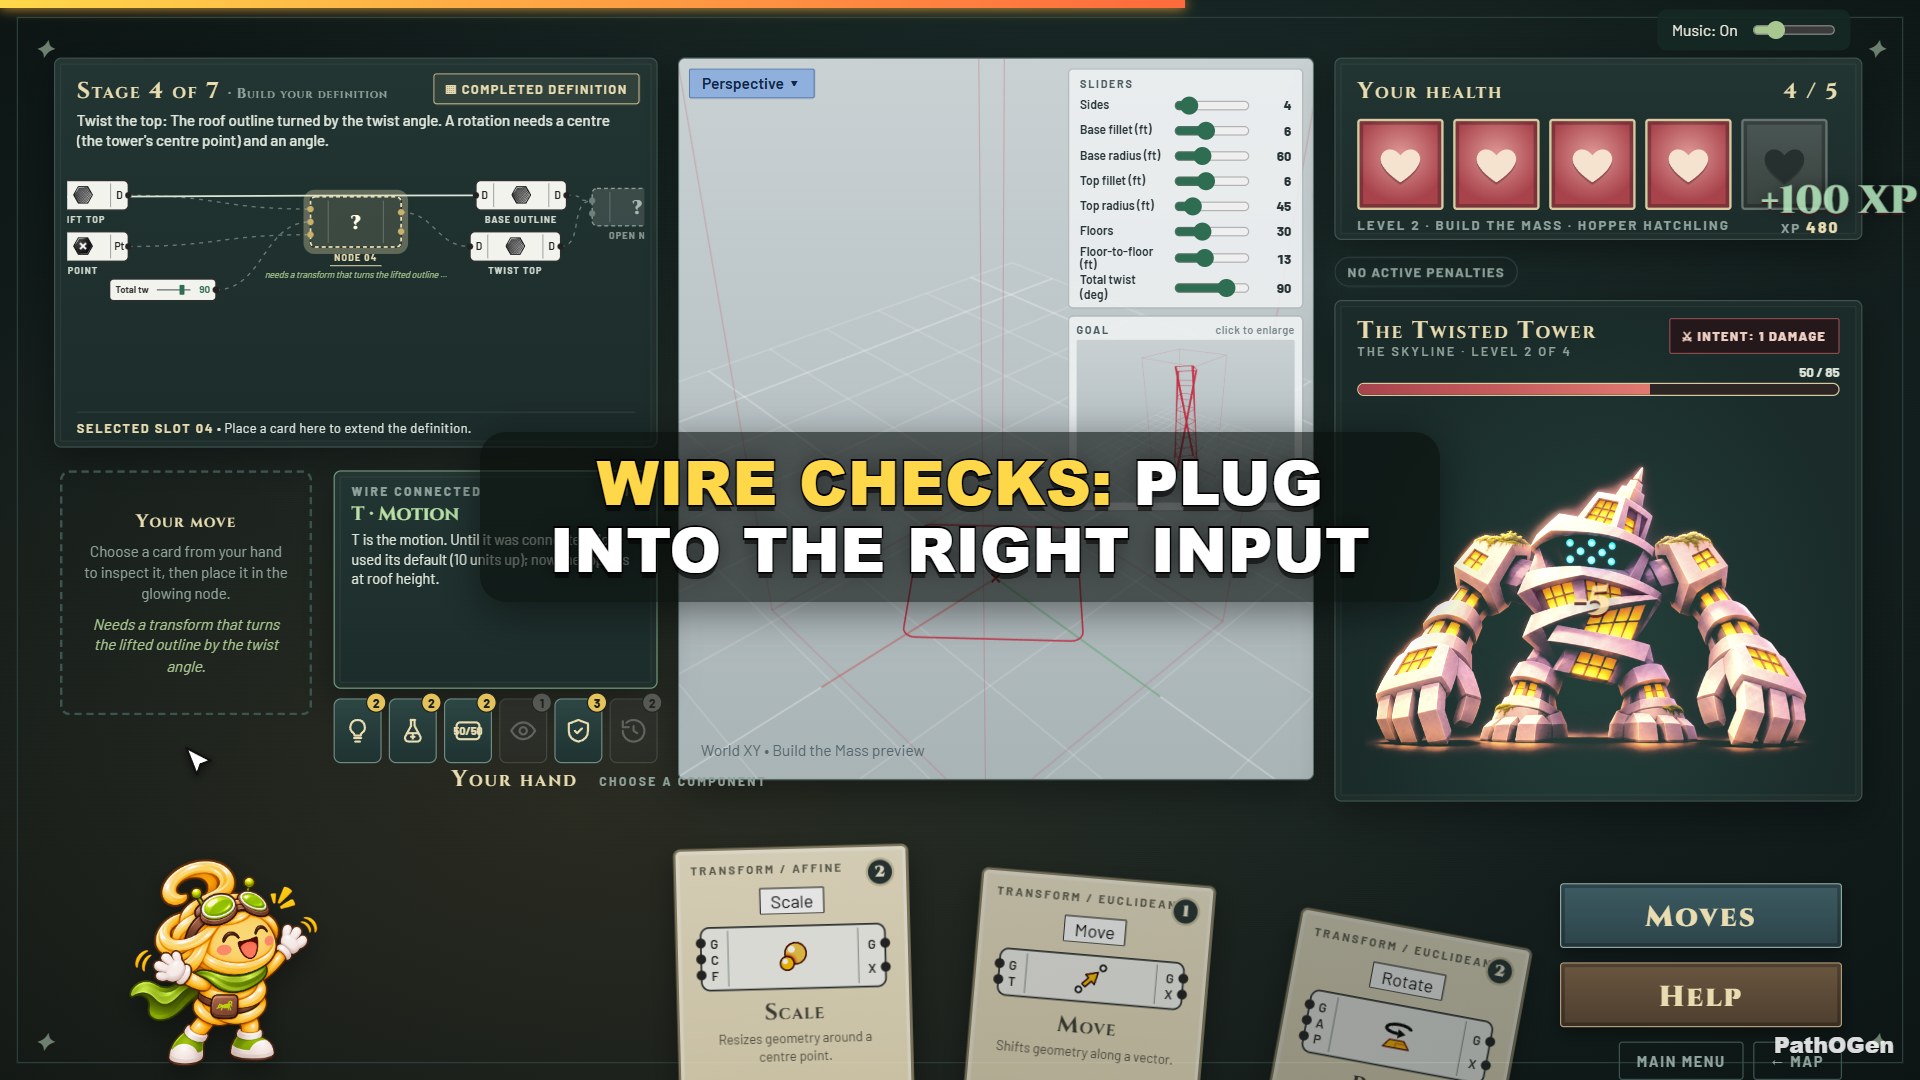 Music: On
STAGE 4 OF 7 · BUILD YOUR DEFINITION
COMPLETED DEFINITION
Twist the top: The roof outline turned by the twist angle. A rotation needs a centre
(the tower's centre point) and an angle.
D
IFT TOP
Pt
POINT
Total tw 90
?
NODE 04
needs a transform that turns the lifted outline ...
D D
BASE OUTLINE
D D
TWIST TOP
?
OPEN N
SELECTED SLOT 04 • Place a card here to extend the definition.
YOUR MOVE
Choose a card from your hand
to inspect it, then place it in the
glowing node.
Needs a transform that turns
the lifted outline by the twist
angle.
WIRE CONNECTED
T · MOTION
T is the motion. Until it was
used its default (10 units up); now
at roof height.
2
2
2
1
3
2
50/50
YOUR HAND
CHOOSE A COMPONENT
Perspective ▼
SLIDERS
Sides 4
Base fillet (ft) 6
Base radius (ft) 60
Top fillet (ft) 6
Top radius (ft) 45
Floors 30
Floor-to-floor
(ft) 13
Total twist
(deg) 90
GOAL
click to enlarge
World XY • Build the Mass preview
WIRE CHECKS: PLUG
INTO THE RIGHT INPUT
YOUR HEALTH
4 / 5
+100 XP
LEVEL 2 · BUILD THE MASS · HOPPER HATCHLING
XP 480
NO ACTIVE PENALTIES
THE TWISTED TOWER
THE SKYLINE · LEVEL 2 OF 4
INTENT: 1 DAMAGE
50 / 85
-5
TRANSFORM / AFFINE
2
Scale
G
C
F
G
X
SCALE
Resizes geometry around a
centre point.
TRANSFORM / EUCLIDEAN
1
Move
G
T
G
X
MOVE
Shifts geometry along a vector.
TRANSFORM / EUCLIDEAN
2
Rotate
G
A
P
G
X
MOVES
HELP
MAIN MENU
← MAP
PathOGen